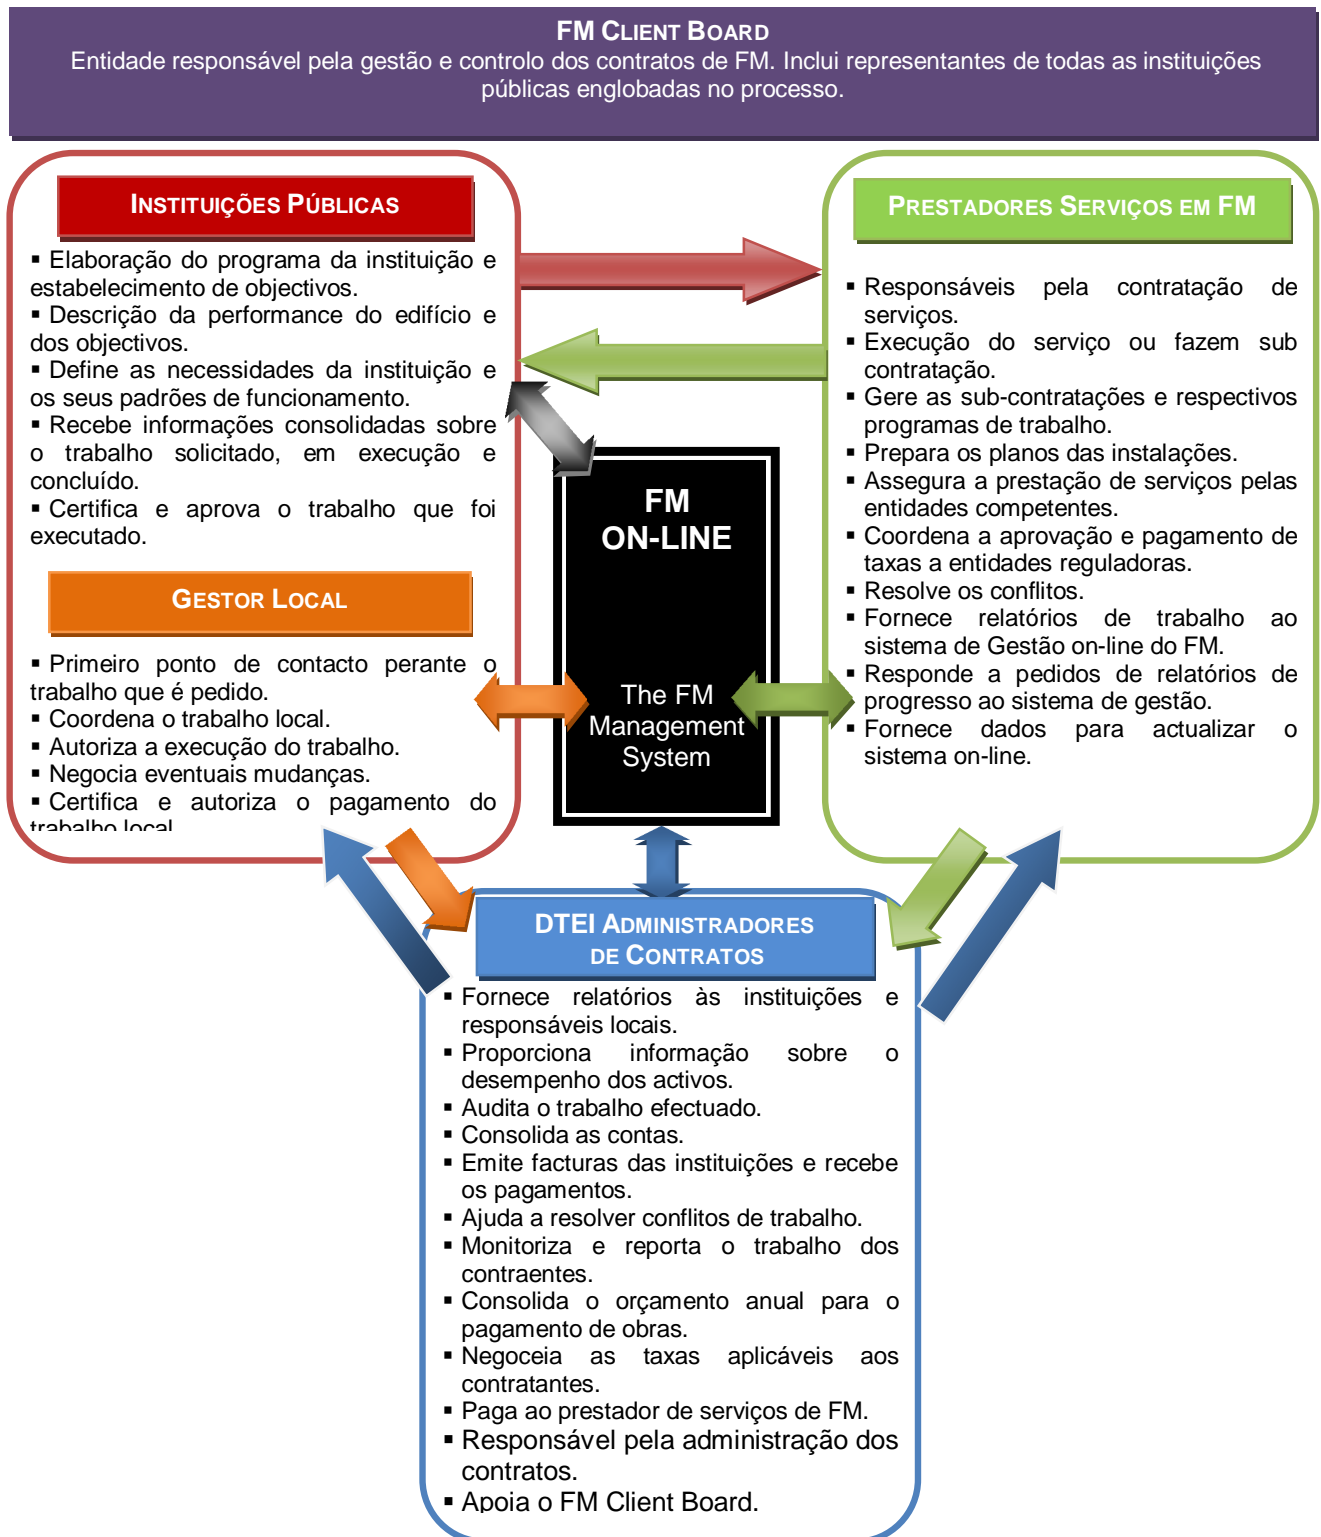 FM CLIENT BOARD
Entidade responsável pela gestão e controlo dos contratos de FM. Inclui representantes de todas as instituições
públicas englobadas no processo.
INSTITUIÇÕES PÚBLICAS
▪ Elaboração do programa da instituição e
estabelecimento de objectivos.
▪ Descrição da performance do edifício e
dos objectivos.
▪ Define as necessidades da instituição e
os seus padrões de funcionamento.
▪ Recebe informações consolidadas sobre
o trabalho solicitado, em execução e
concluído.
▪ Certifica e aprova o trabalho que foi
executado.
GESTOR LOCAL
▪ Primeiro ponto de contacto perante o
trabalho que é pedido.
▪ Coordena o trabalho local.
▪ Autoriza a execução do trabalho.
▪ Negocia eventuais mudanças.
▪ Certifica e autoriza o pagamento do
trabalho local
PRESTADORES SERVIÇOS EM FM
▪ Responsáveis pela contratação de
serviços.
▪ Execução do serviço ou fazem sub
contratação.
▪ Gere as sub-contratações e respectivos
programas de trabalho.
▪ Prepara os planos das instalações.
▪ Assegura a prestação de serviços pelas
entidades competentes.
▪ Coordena a aprovação e pagamento de
taxas a entidades reguladoras.
▪ Resolve os conflitos.
▪ Fornece relatórios de trabalho ao
sistema de Gestão on-line do FM.
▪ Responde a pedidos de relatórios de
progresso ao sistema de gestão.
▪ Fornece dados para actualizar o
sistema on-line.
FM
ON-LINE
The FM
Management
System
DTEI ADMINISTRADORES
DE CONTRATOS
▪ Fornece relatórios às instituições e
responsáveis locais.
▪ Proporciona informação sobre o
desempenho dos activos.
▪ Audita o trabalho efectuado.
▪ Consolida as contas.
▪ Emite facturas das instituições e recebe
os pagamentos.
▪ Ajuda a resolver conflitos de trabalho.
▪ Monitoriza e reporta o trabalho dos
contraentes.
▪ Consolida o orçamento anual para o
pagamento de obras.
▪ Negoceia as taxas aplicáveis aos
contratantes.
▪ Paga ao prestador de serviços de FM.
▪ Responsável pela administração dos
contratos.
▪ Apoia o FM Client Board.